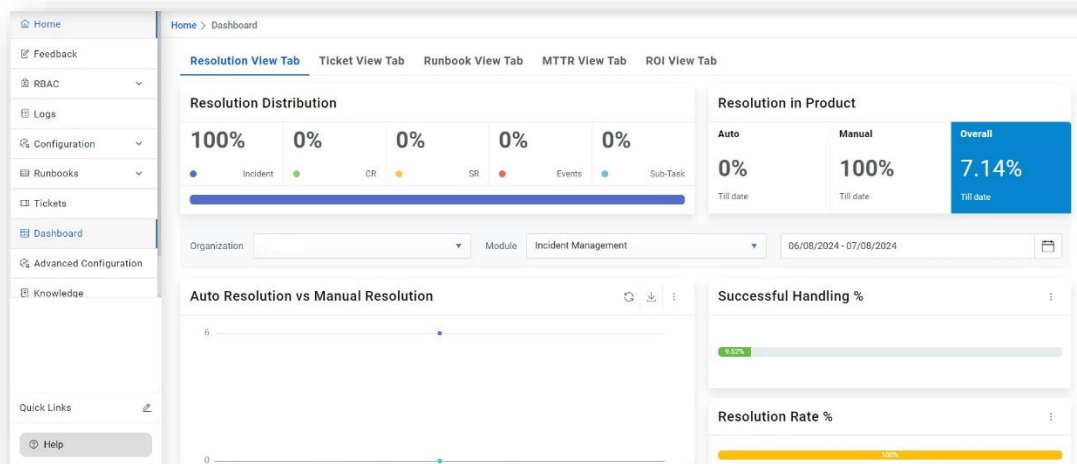 Home
Feedback
RBAC
Logs
Configuration
Runbooks
Tickets
Dashboard
Advanced Configuration
Knowledge
Quick Links
Help
Home > Dashboard
Resolution View Tab Ticket View Tab Runbook View Tab MTTR View Tab ROI View Tab
Resolution Distribution
100% 0% 0% 0% 0%
Incident CR SR Events Sub-Task
Resolution in Product
Auto Manual Overall
0% 100% 7.14%
Till date Till date Till date
Organization Module Incident Management 06/08/2024 - 07/08/2024
Auto Resolution vs Manual Resolution
6
0
Successful Handling %
9.52%
Resolution Rate %
100%